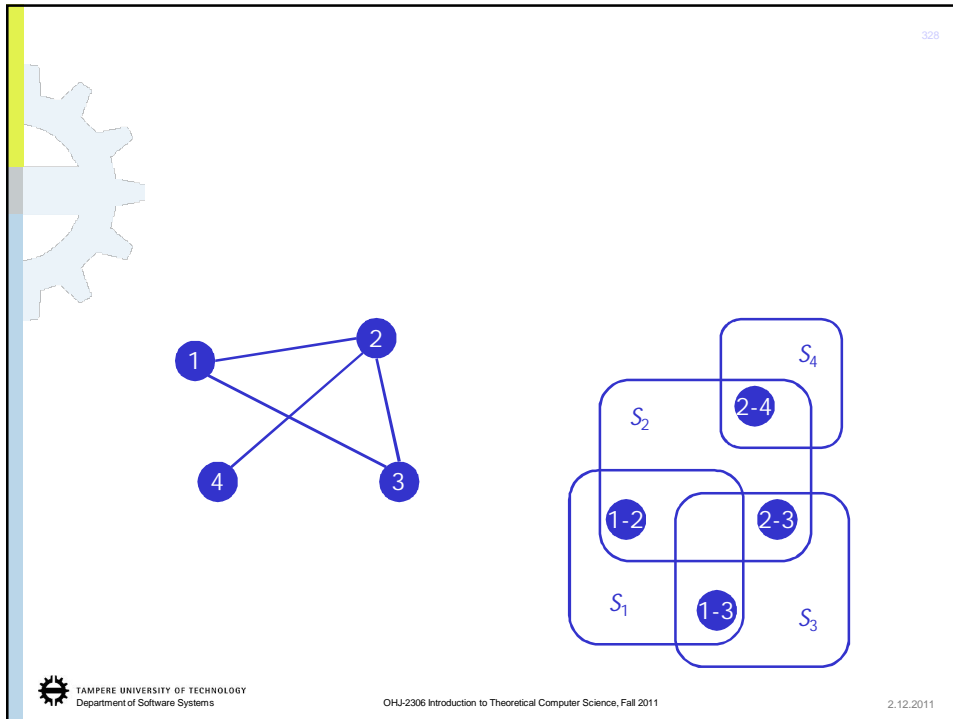 328
1
2
4
3
S4
S2
2-4
1-2
2-3
S1
1-3
S3
TAMPERE UNIVERSITY OF TECHNOLOGY
Department of Software Systems
OHJ-2306 Introduction to Theoretical Computer Science, Fall 2011
2.12.2011